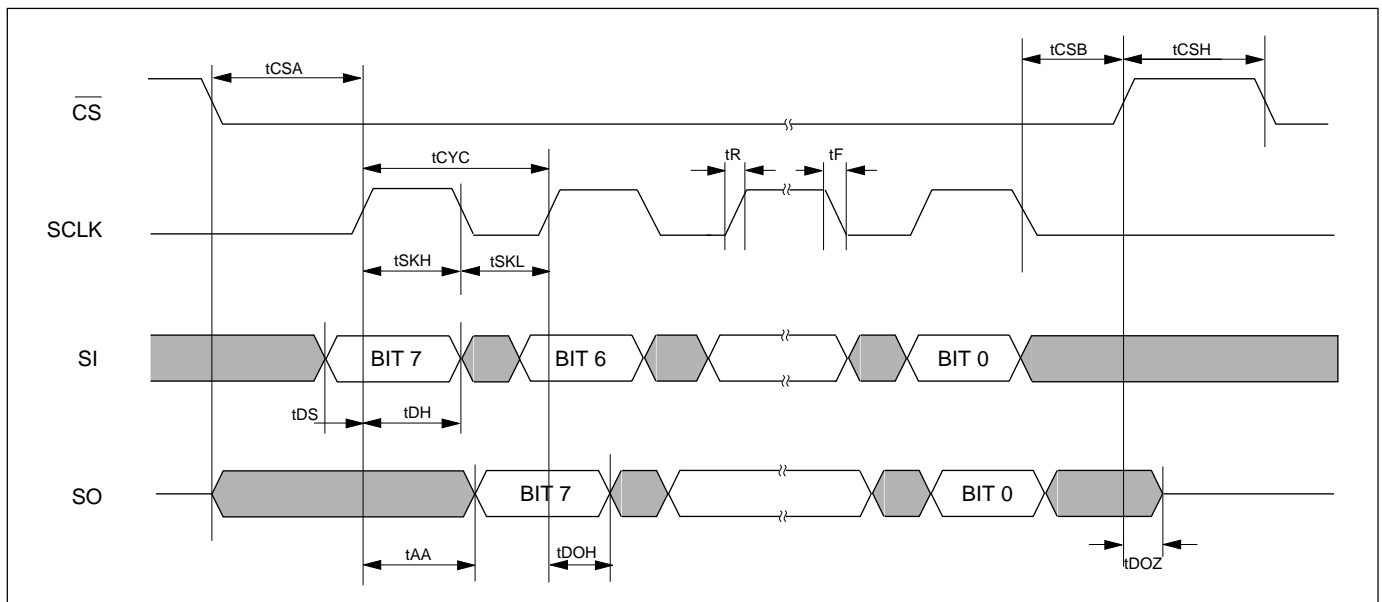 tCSA
tCSB
tCSH
CS
tCYC
tR
tF
SCLK
tSKH
tSKL
SI
BIT 7
BIT 6
BIT 0
tDS
tDH
SO
BIT 7
BIT 0
tAA
tDOH
tDOZ